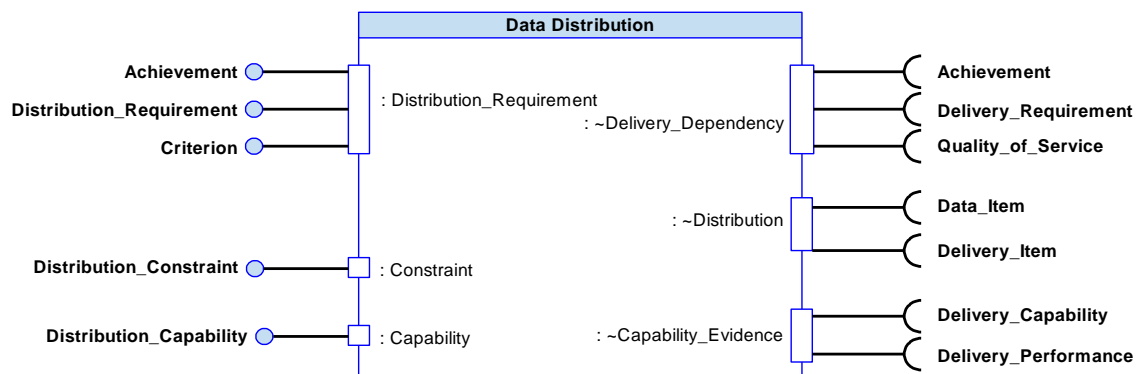 Data Distribution
Achievement
Distribution_Requirement
Criterion
: Distribution_Requirement
: ~Delivery_Dependency
Achievement
Delivery_Requirement
Quality_of_Service
: ~Distribution
Data_Item
Delivery_Item
Distribution_Constraint
: Constraint
Distribution_Capability
: Capability
: ~Capability_Evidence
Delivery_Capability
Delivery_Performance